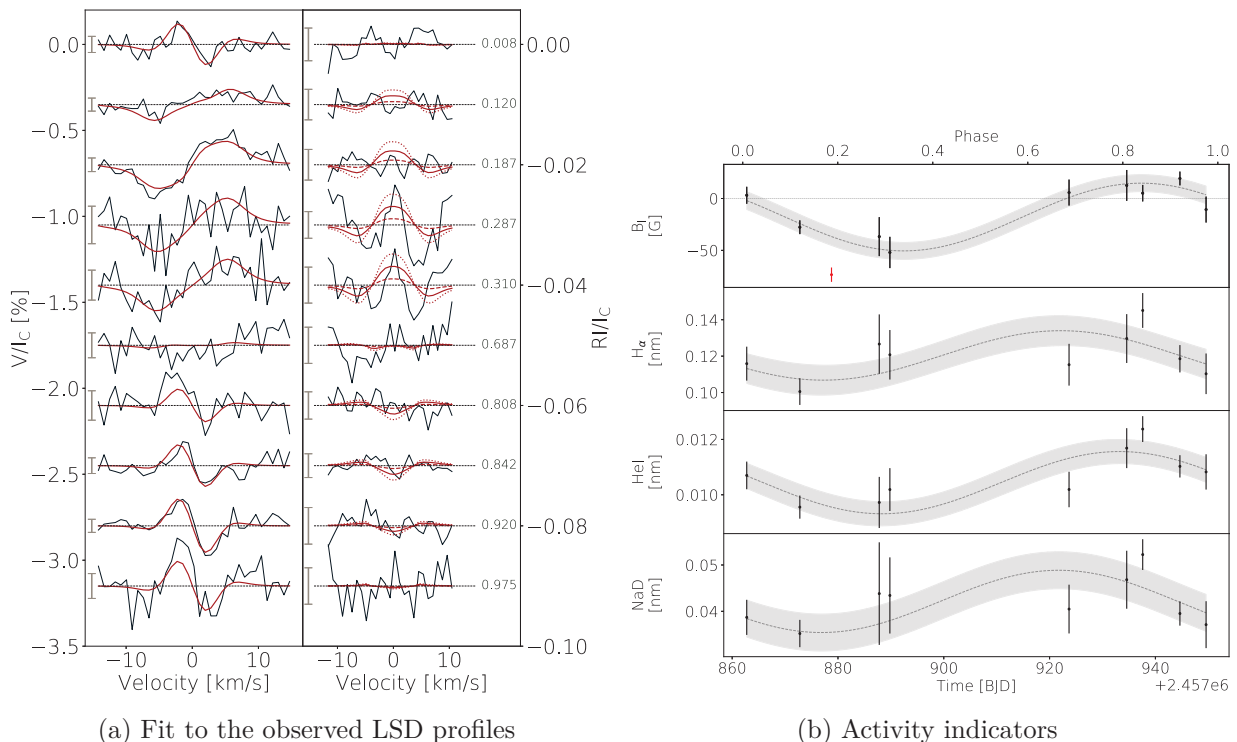 0.0
−0.5
−1.0
−1.5
−2.0
−2.5
−3.0
−3.5
V/I_C [%]
−10 0 10
Velocity [km/s]
0.008
0.120
0.187
0.287
0.310
0.687
0.808
0.842
0.920
0.975
−10 0 10
Velocity [km/s]
0.00
−0.02
−0.04
−0.06
−0.08
−0.10
RI/I_C
(a) Fit to the observed LSD profiles
Phase
0.0 0.2 0.4 0.6 0.8 1.0
0
−50
B_l
[G]
0.14
0.12
0.10
H_α
[nm]
0.012
0.010
HeI
[nm]
0.05
0.04
NaD
[nm]
860 880 900 920 940
Time [BJD]
+2.457e6
(b) Activity indicators